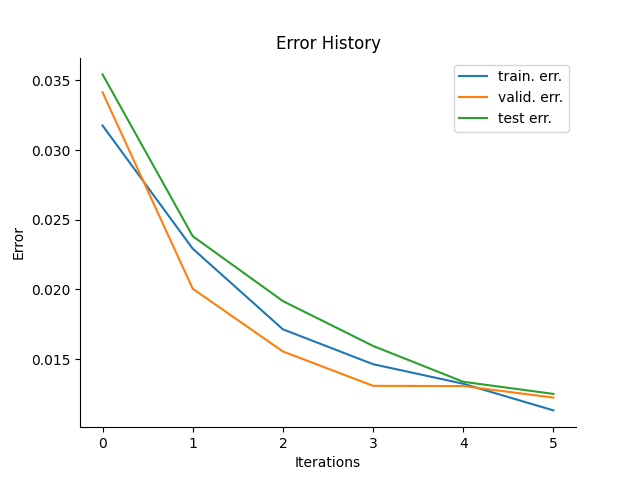 Error History
train. err.
valid. err.
test err.
Error
0.035
0.030
0.025
0.020
0.015
0 1 2 3 4 5
Iterations